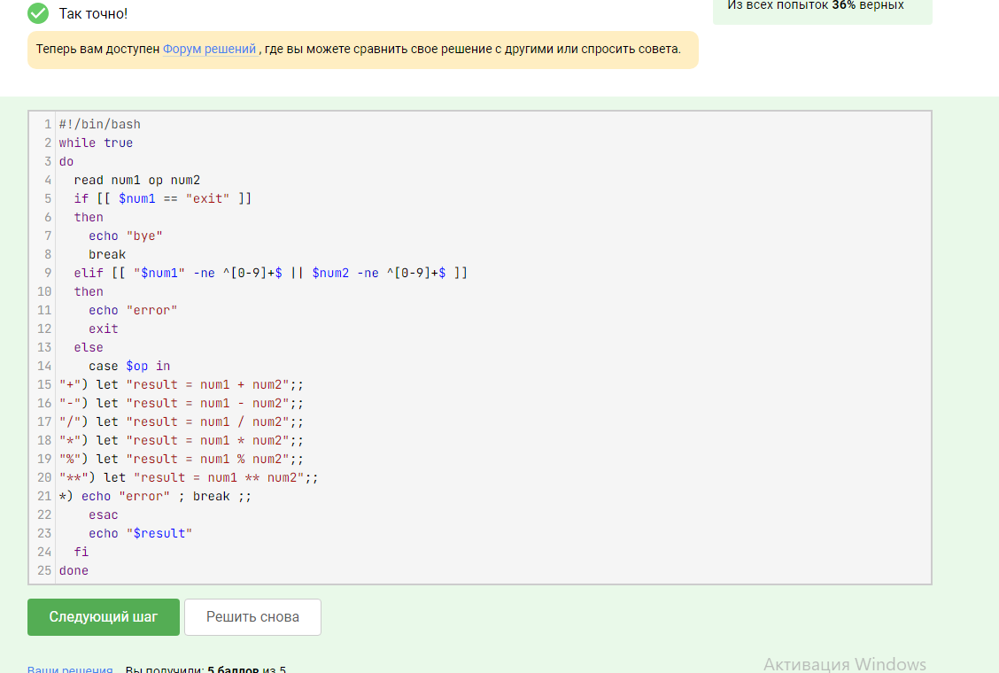 Так точно!
Из всех попыток 36% верных
Теперь вам доступен Форум решений , где вы можете сравнить свое решение с другими или спросить совета.
1 #!/bin/bash
2 while true
3 do
4   read num1 op num2
5   if [[ $num1 == "exit" ]]
6   then
7     echo "bye"
8     break
9   elif [[ "$num1" -ne ^[0-9]+$ || $num2 -ne ^[0-9]+$ ]]
10   then
11     echo "error"
12     exit
13   else
14     case $op in
15 "+") let "result = num1 + num2";;
16 "-") let "result = num1 - num2";;
17 "/") let "result = num1 / num2";;
18 "*") let "result = num1 * num2";;
19 "%") let "result = num1 % num2";;
20 "**") let "result = num1 ** num2";;
21 *) echo "error" ; break ;;
22     esac
23     echo "$result"
24   fi
25 done
Следующий шаг
Решить снова
Активация Windows
Ваши решения Вы получили: 5 баллов из 5